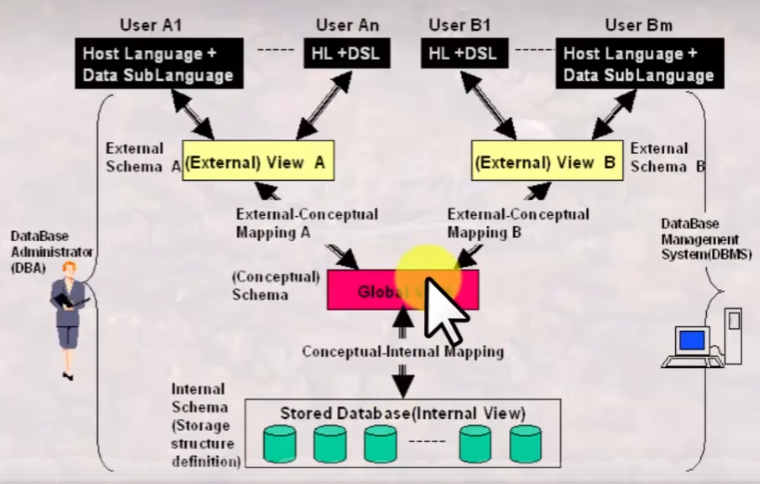 User A1
User An
User B1
User Bm
Host Language +
Data SubLanguage
HL +DSL
HL +DSL
Host Language +
Data SubLanguage
External
Schema A
(External) View A
(External) View B
External
Schema B
External-Conceptual
Mapping A
External-Conceptual
Mapping B
DataBase
Administrator
(DBA)
DataBase
Management
System(DBMS)
(Conceptual)
Schema
Global
Conceptual-Internal Mapping
Internal
Schema
(Storage
structure
definition)
Stored Database(Internal View)